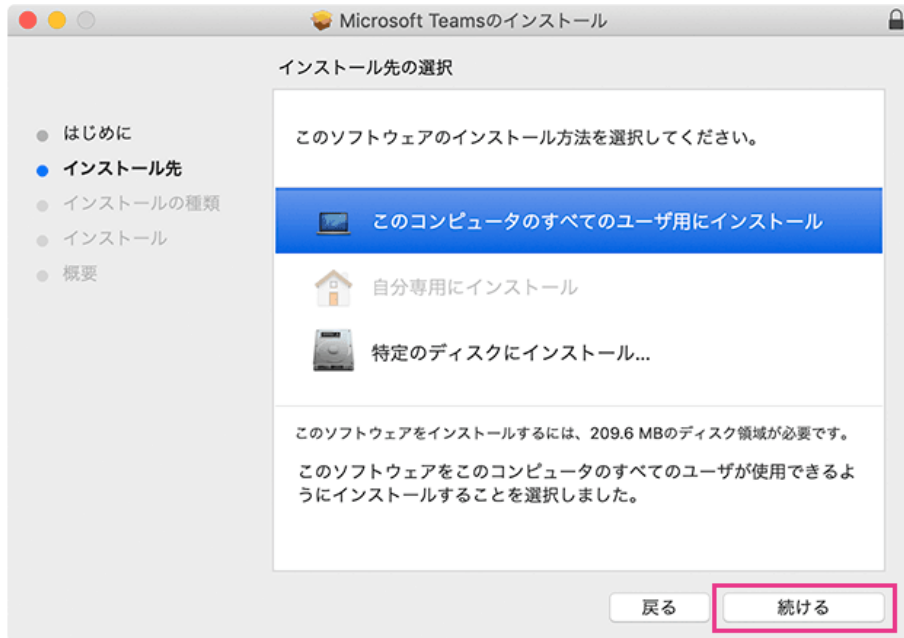 Microsoft Teamsのインストール
インストール先の選択
はじめに
インストール先
インストールの種類
インストール
概要
このソフトウェアのインストール方法を選択してください。
このコンピュータのすべてのユーザ用にインストール
自分専用にインストール
特定のディスクにインストール...
このソフトウェアをインストールするには、209.6 MBのディスク領域が必要です。
このソフトウェアをこのコンピュータのすべてのユーザが使用できるよ
うにインストールすることを選択しました。
戻る
続ける